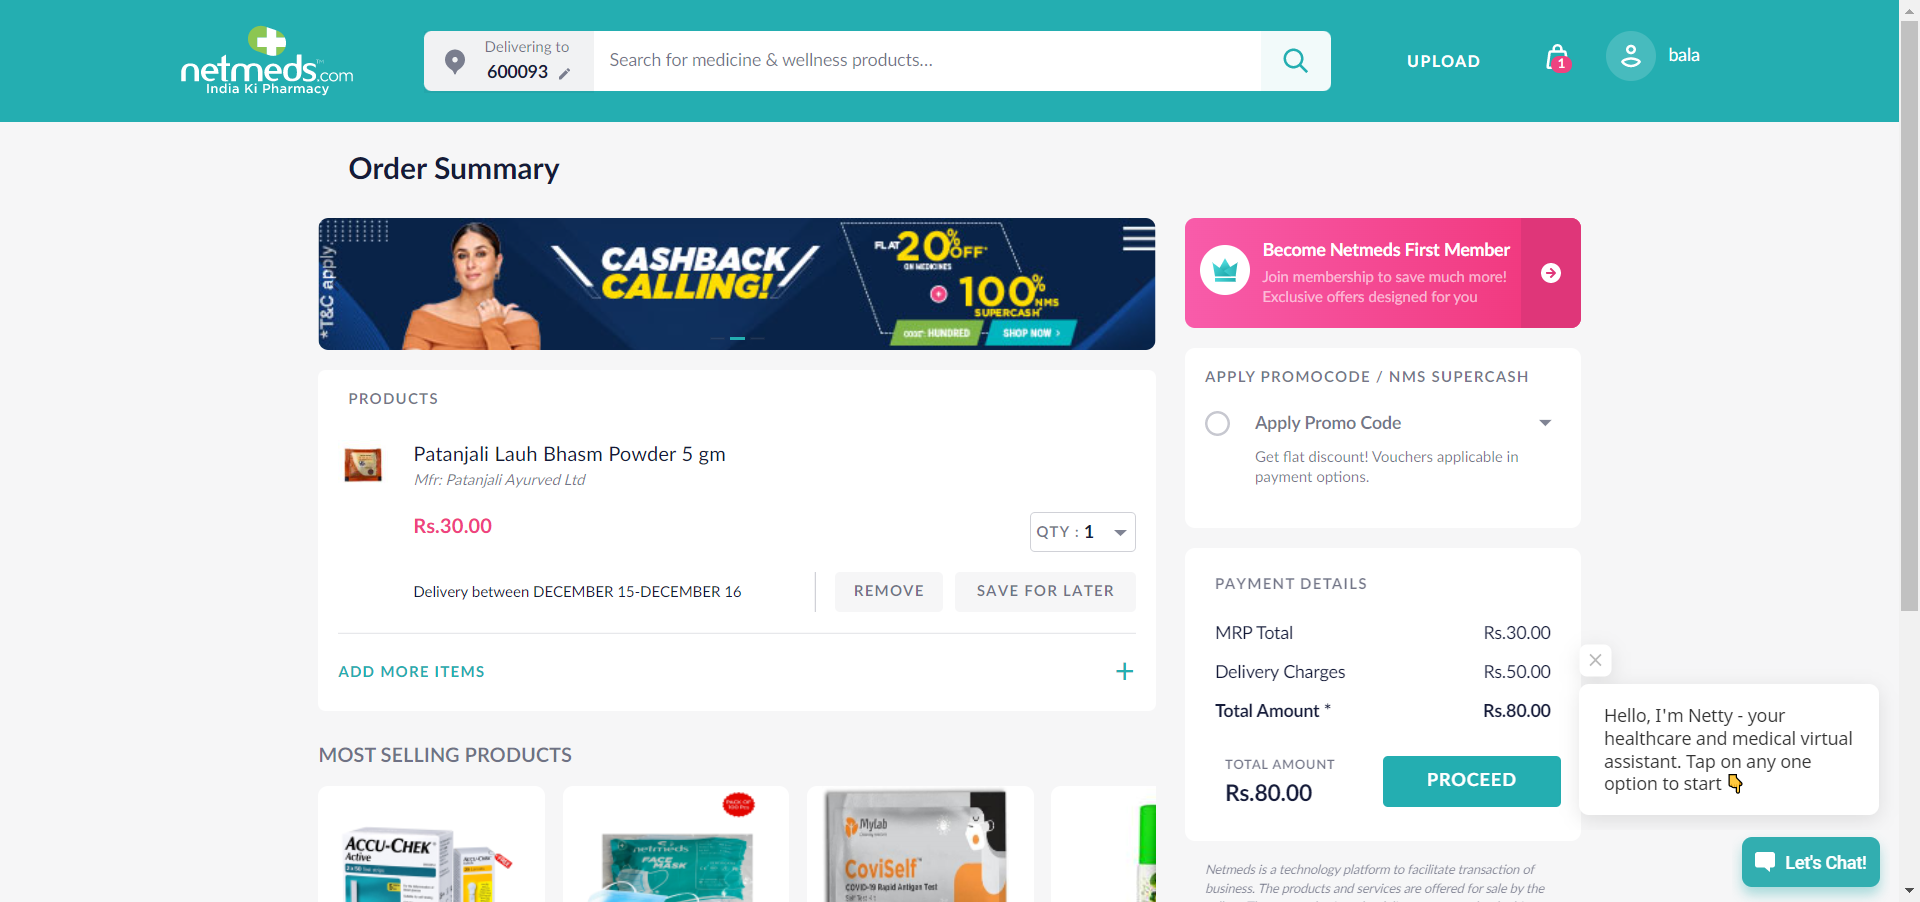 netmeds.com
India Ki Pharmacy
Delivering to
600093
Search for medicine & wellness products...
UPLOAD
1
bala
Order Summary
*T&C apply
CASHBACK
CALLING!
FLAT 20% OFF*
ON MEDICINES
100% NMS
SUPERCASH*
CODE: HUNDRED
SHOP NOW >
Become Netmeds First Member
Join membership to save much more!
Exclusive offers designed for you
PRODUCTS
Patanjali Lauh Bhasm Powder 5 gm
Mfr: Patanjali Ayurved Ltd
Rs.30.00
QTY : 1
Delivery between DECEMBER 15-DECEMBER 16
REMOVE
SAVE FOR LATER
ADD MORE ITEMS
+
APPLY PROMOCODE / NMS SUPERCASH
Apply Promo Code
Get flat discount! Vouchers applicable in
payment options.
PAYMENT DETAILS
MRP Total Rs.30.00
Delivery Charges Rs.50.00
Total Amount * Rs.80.00
TOTAL AMOUNT
Rs.80.00
PROCEED
Netmeds is a technology platform to facilitate transaction of
business. The products and services are offered for sale by the
MOST SELLING PRODUCTS
ACCU-CHEK
Active
ACCU-CHEK
FREE
PACK OF
netmeds
FACE
MASK
Mylab
CoviSelf
COVID-19 Rapid Antigen Test
Hello, I'm Netty - your
healthcare and medical virtual
assistant. Tap on any one
option to start 👇
Let's Chat!